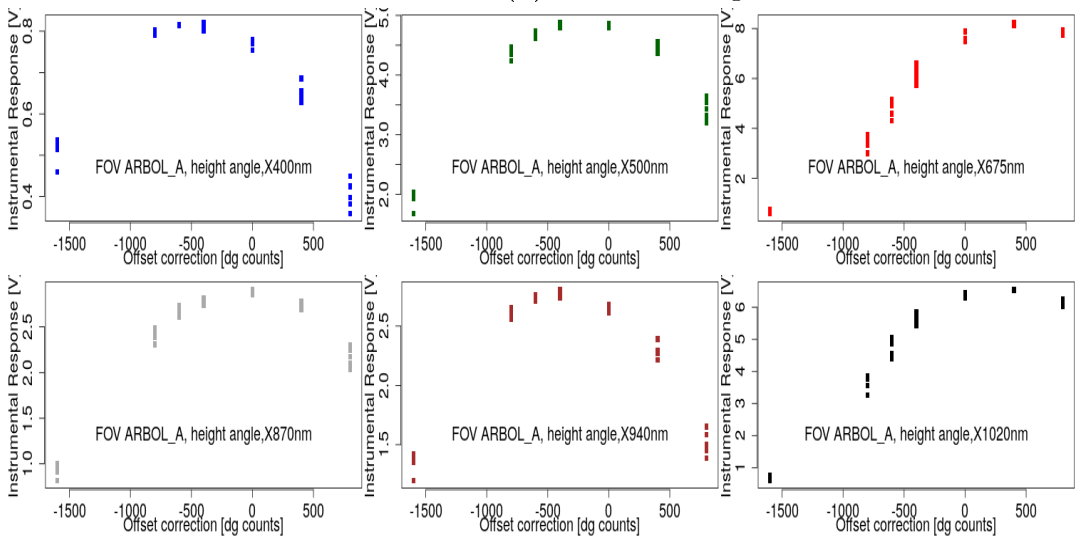 Instrumental Response [V]
0.4 0.6 0.8
FOV ARBOL_A, height angle,X400nm
-1500 -1000 -500 0 500
Offset correction [dg counts]
Instrumental Response [V]
2.0 3.0 4.0 5.0
FOV ARBOL_A, height angle,X500nm
-1500 -1000 -500 0 500
Offset correction [dg counts]
Instrumental Response [V]
2 4 6 8
FOV ARBOL_A, height angle,X675nm
-1500 -1000 -500 0 500
Offset correction [dg counts]
Instrumental Response [V]
1.0 1.5 2.0 2.5
FOV ARBOL_A, height angle,X870nm
-1500 -1000 -500 0 500
Offset correction [dg counts]
Instrumental Response [V]
1.5 2.0 2.5
FOV ARBOL_A, height angle,X940nm
-1500 -1000 -500 0 500
Offset correction [dg counts]
Instrumental Response [V]
1 2 3 4 5 6
FOV ARBOL_A, height angle,X1020nm
-1500 -1000 -500 0 500
Offset correction [dg counts]